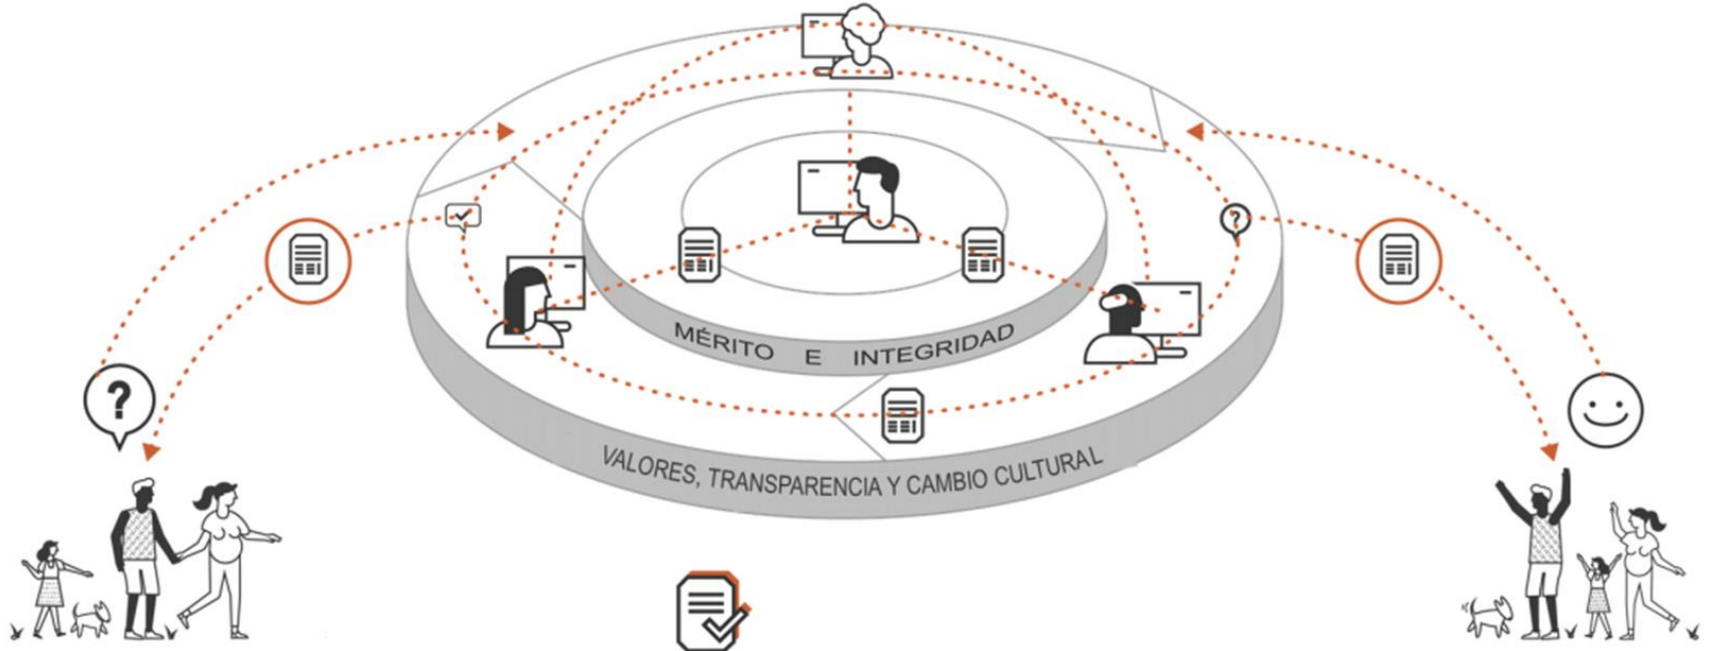 ?
?
MÉRITO E INTEGRIDAD
VALORES, TRANSPARENCIA Y CAMBIO CULTURAL